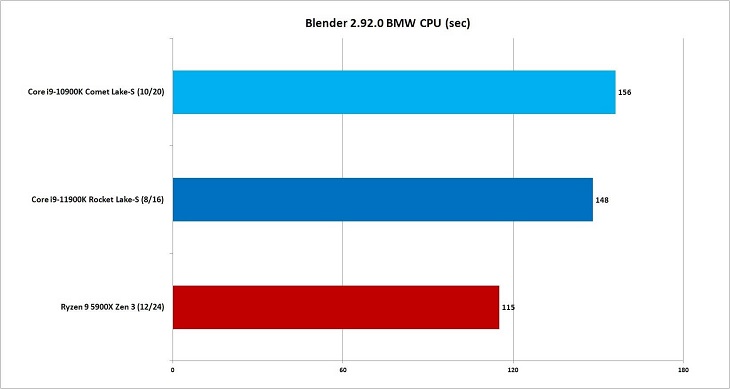 Blender 2.92.0 BMW CPU (sec)
Core i9-10900K Comet Lake-S (10/20)
156
Core i9-11900K Rocket Lake-S (8/16)
148
Ryzen 9 5900X Zen 3 (12/24)
115
0
60
120
180